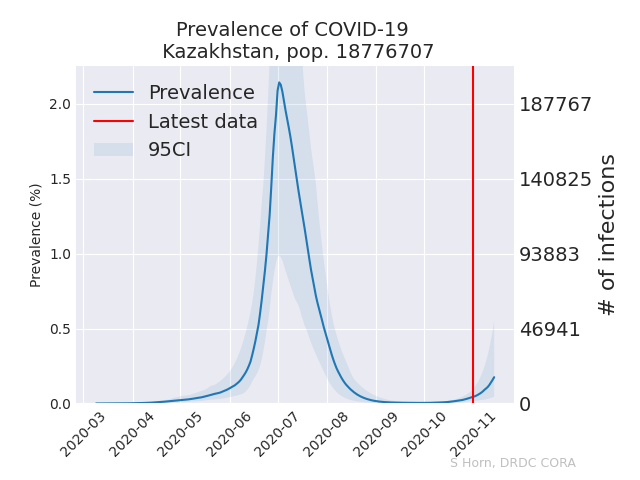 Prevalence of COVID-19
Kazakhstan, pop. 18776707
Prevalence
Latest data
95CI
2.0
1.5
1.0
0.5
0.0
Prevalence (%)
187767
140825
93883
46941
0
# of infections
2020-03
2020-04
2020-05
2020-06
2020-07
2020-08
2020-09
2020-10
2020-11
S Horn, DRDC CORA